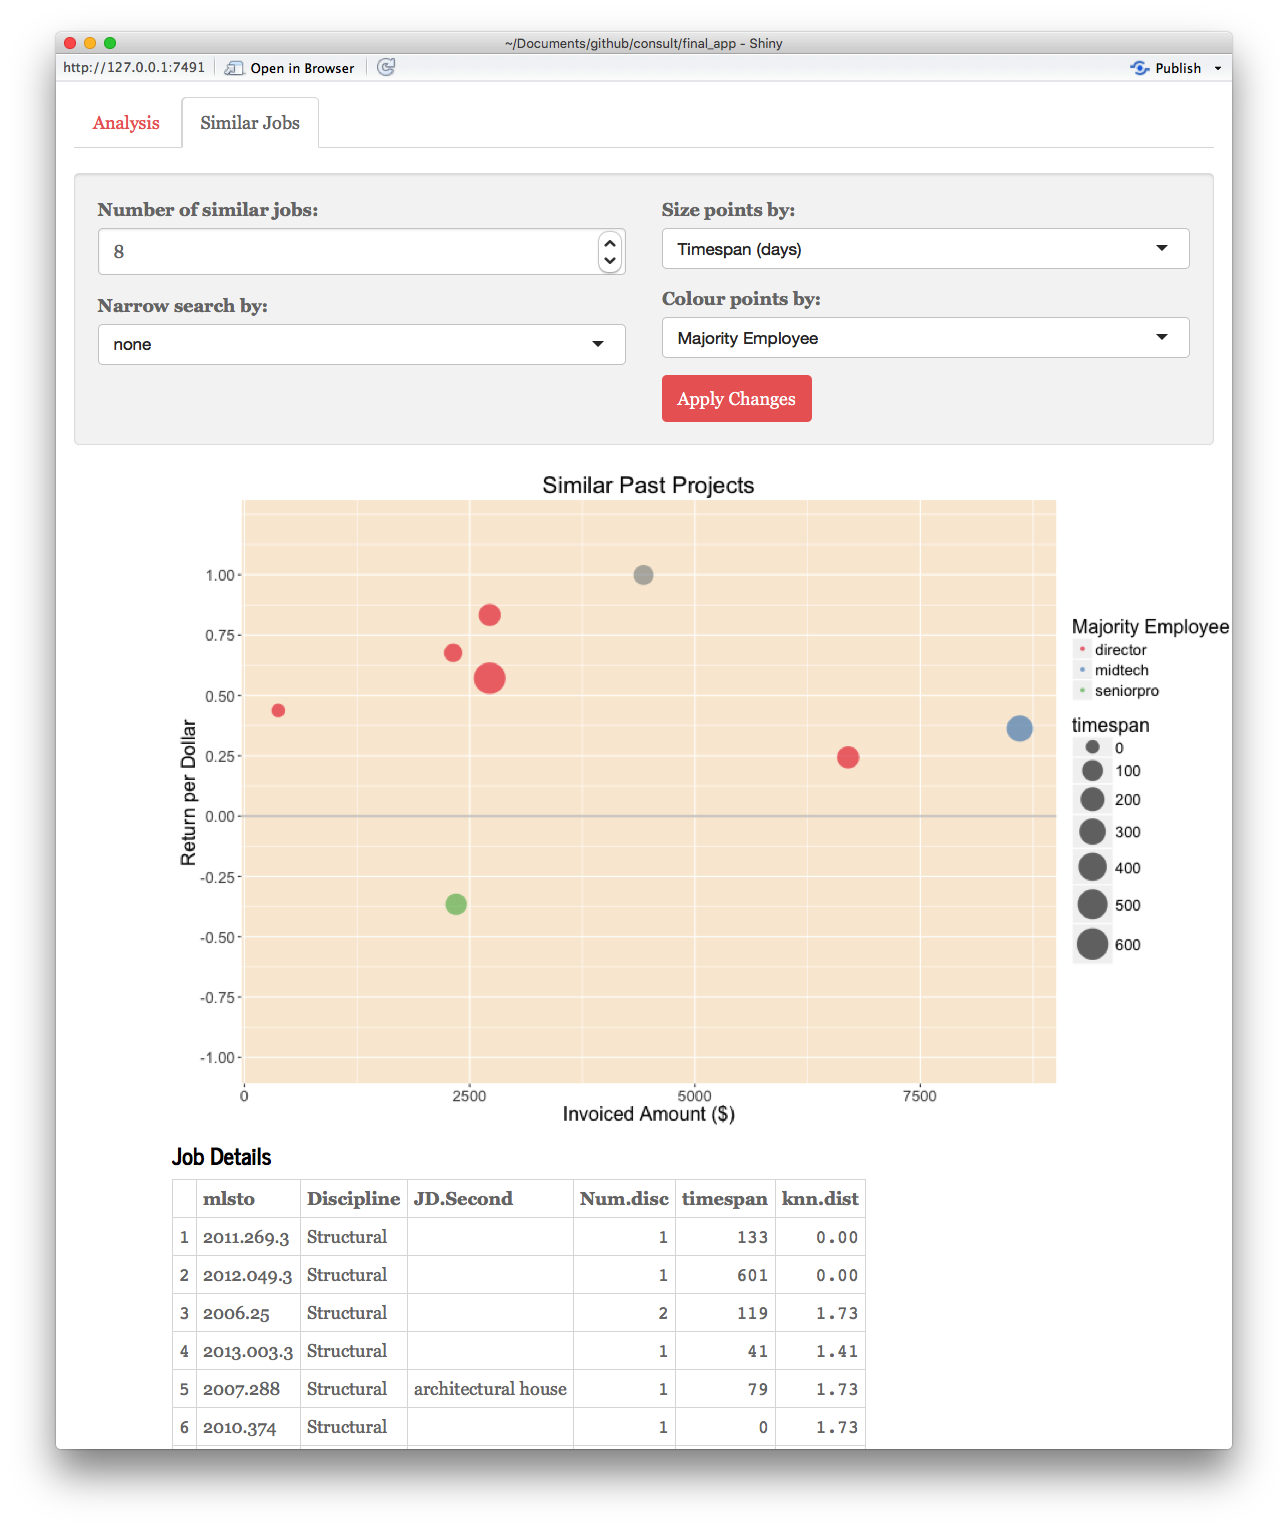 ~/Documents/github/consult/final_app - Shiny
http://127.0.0.1:7491 Open in Browser Publish
Analysis Similar Jobs
Number of similar jobs: Size points by:
8 Timespan (days)
Narrow search by: Colour points by:
none Majority Employee
Apply Changes
Similar Past Projects
1.00
0.75
0.50
0.25
0.00
-0.25
-0.50
-0.75
-1.00
Return per Dollar
0 2500 5000 7500
Invoiced Amount ($)
Majority Employee
director
midtech
seniorpro
timespan
0
100
200
300
400
500
600
Job Details
mlsto Discipline JD.Second Num.disc timespan knn.dist
1 2011.269.3 Structural 1 133 0.00
2 2012.049.3 Structural 1 601 0.00
3 2006.25 Structural 2 119 1.73
4 2013.003.3 Structural 1 41 1.41
5 2007.288 Structural architectural house 1 79 1.73
6 2010.374 Structural 1 0 1.73